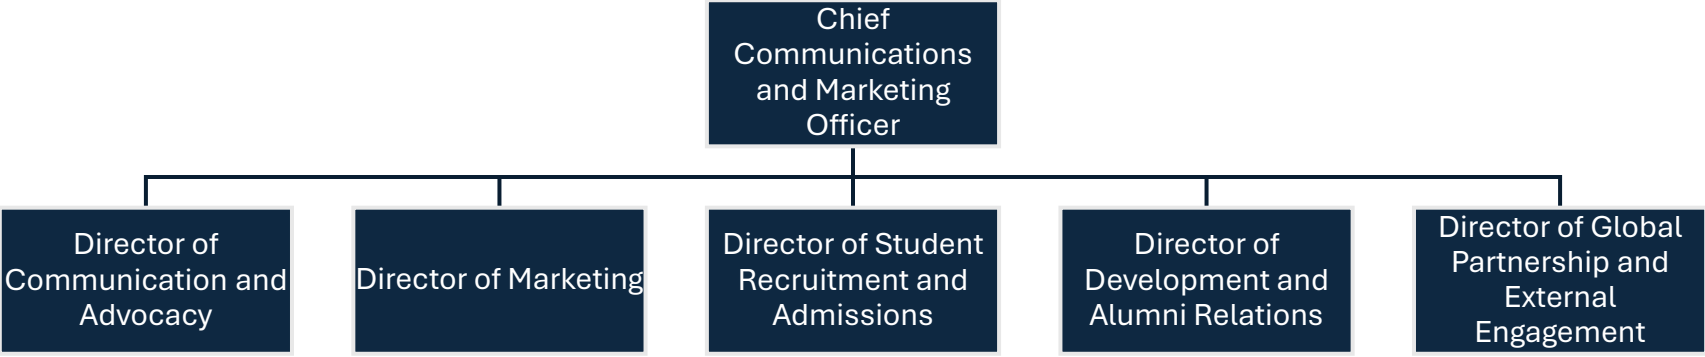 Chief
Communications
and Marketing
Officer
Director of
Communication and
Advocacy
Director of Marketing
Director of Student
Recruitment and
Admissions
Director of
Development and
Alumni Relations
Director of Global
Partnership and
External
Engagement